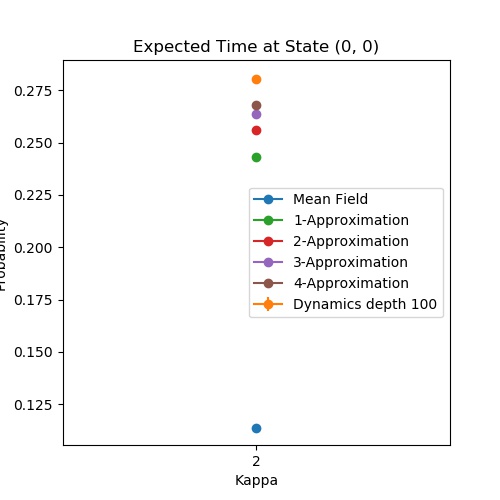 Expected Time at State (0, 0)
0.275
0.250
0.225
0.200
0.175
0.150
0.125
Probability
Mean Field
1-Approximation
2-Approximation
3-Approximation
4-Approximation
Dynamics depth 100
2
Kappa